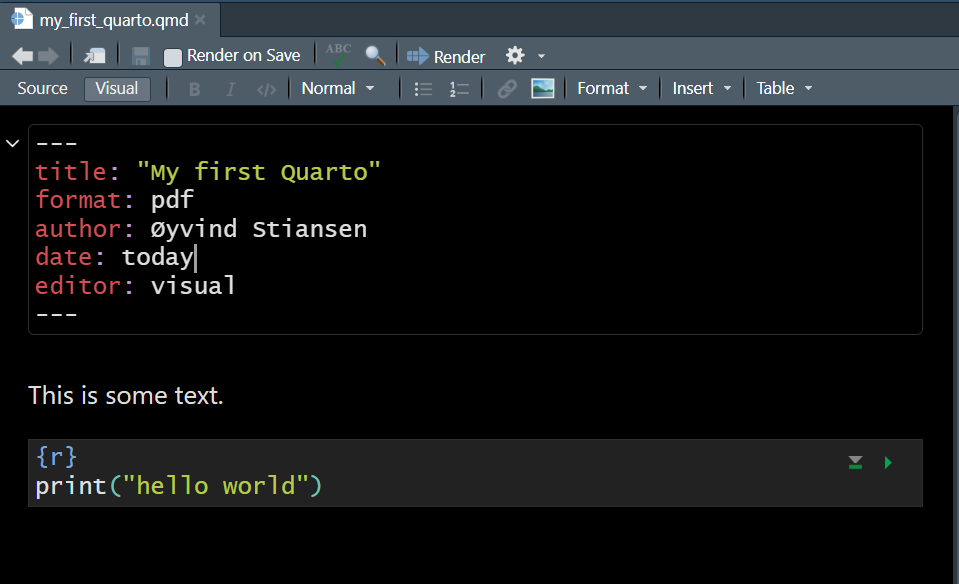 my_first_quarto.qmd
Render on Save ABC Render
Source Visual B I </> Normal Format Insert Table
---
title: "My first Quarto"
format: pdf
author: Øyvind Stiansen
date: today
editor: visual
---
This is some text.
{r}
print("hello world")